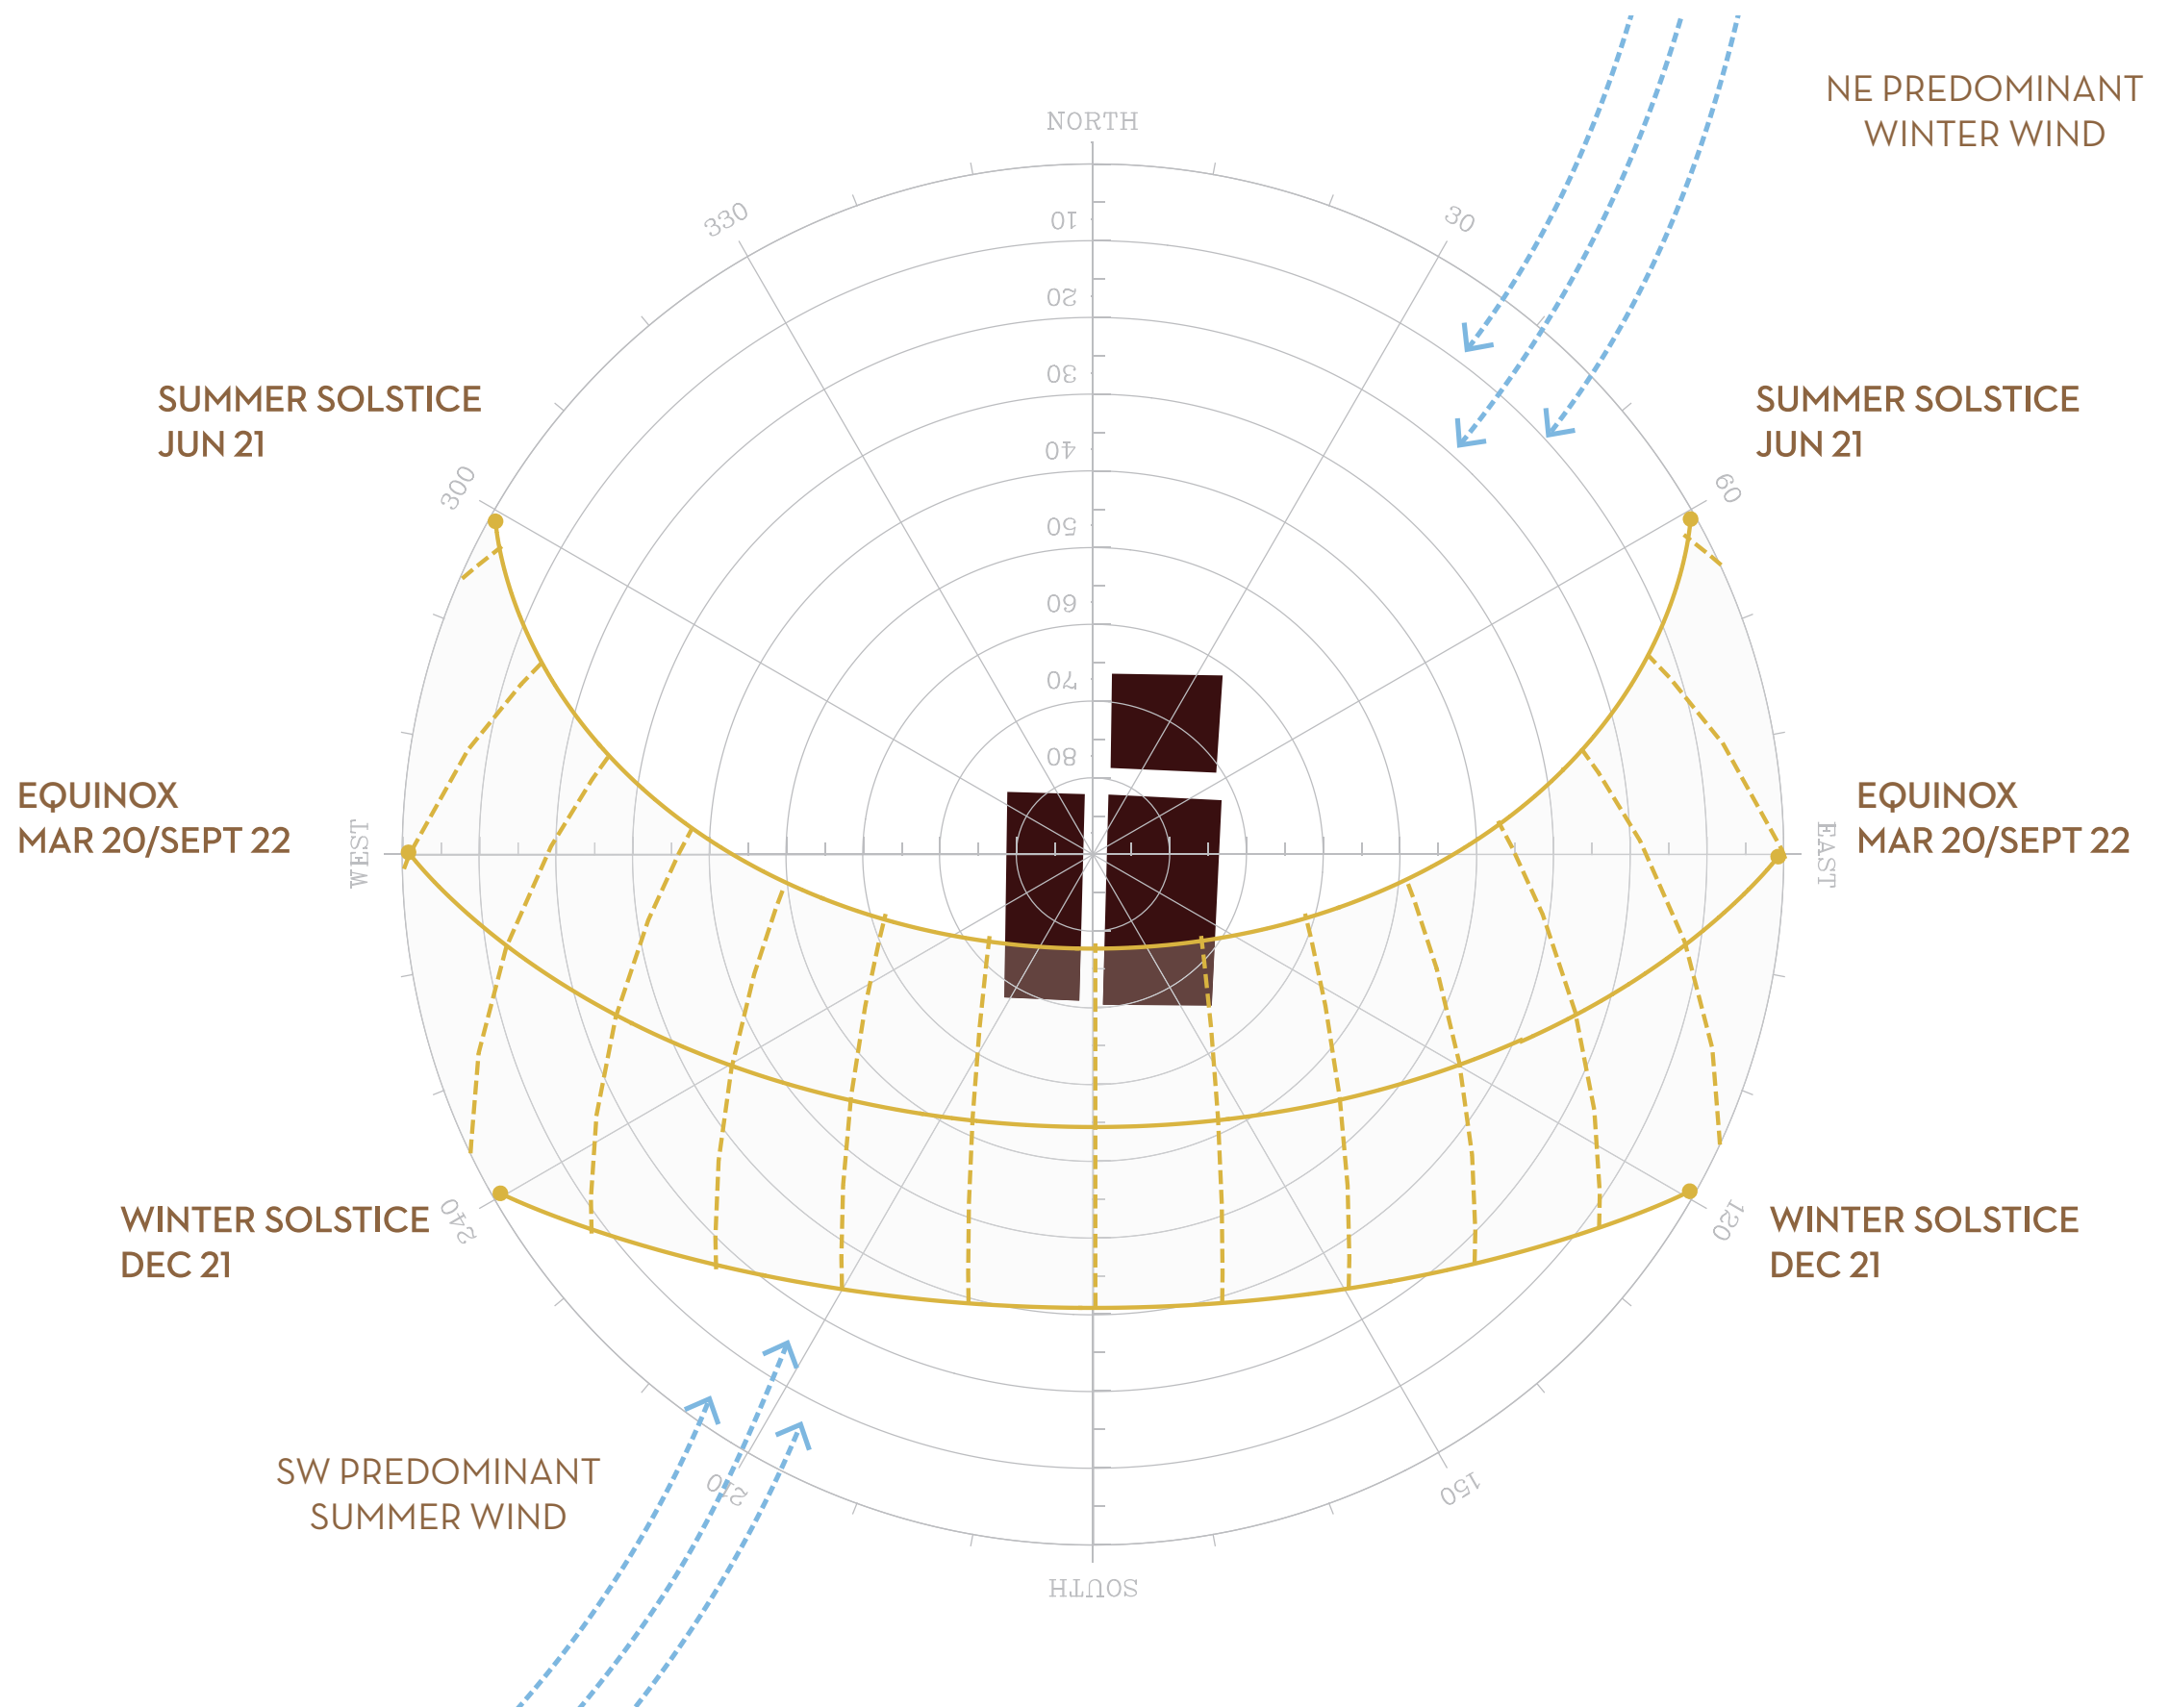 NE PREDOMINANT
WINTER WIND
NORTH
330
30
10
20
30
40
50
60
70
80
SUMMER SOLSTICE
JUN 21
SUMMER SOLSTICE
JUN 21
300
60
EQUINOX
MAR 20/SEPT 22
WEST
EAST
EQUINOX
MAR 20/SEPT 22
240
120
WINTER SOLSTICE
DEC 21
WINTER SOLSTICE
DEC 21
SW PREDOMINANT
SUMMER WIND
210
150
SOUTH